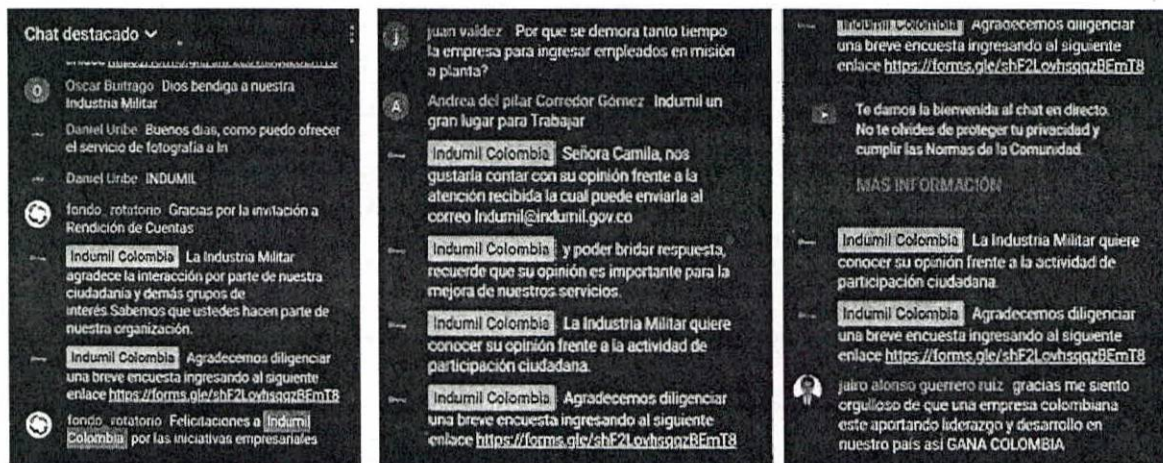 Chat destacado
enlace https://forms.gle/shF2LovhsqqzBEmT8
O
Oscar Buitrago Dios bendiga a nuestra
Industria Militar
Daniel Uribe Buenos dias, como puedo ofrecer
el servicio de fotografia a In
Daniel Uribe INDUMIL
fondo_rotatorio Gracias por la invitación a
Rendición de Cuentas
Indumil Colombia La Industria Militar
agradece la interacción por parte de nuestra
ciudadania y demás grupos de
interés.Sabemos que ustedes hacen parte de
nuestra organización.
Indumil Colombia Agradecemos diligenciar
una breve encuesta ingresando al siguiente
enlace https://forms.gle/shF2LovhsqqzBEmT8
fondo_rotatorio Felicitaciones a Indumil
Colombia por las iniciativas empresariales
j
juan valdez Por que se demora tanto tiempo
la empresa para ingresar empleados en misión
a planta?
A
Andrea del pilar Corredor Gómez Indumil un
gran lugar para Trabajar
Indumil Colombia Señora Camila, nos
gustaría contar con su opinión frente a la
atención recibida la cual puede enviarla al
correo Indumil@indumil.gov.co
Indumil Colombia y poder bridar respuesta,
recuerde que su opinión es importante para la
mejora de nuestros servicios.
Indumil Colombia La Industria Militar quiere
conocer su opinión frente a la actividad de
participación ciudadana.
Indumil Colombia Agradecemos diligenciar
una breve encuesta ingresando al siguiente
enlace https://forms.gle/shF2LovhsqqzBEmT8
Indumil Colombia Agradecemos diligenciar
una breve encuesta ingresando al siguiente
enlace https://forms.gle/shF2LovhsqqzBEmT8
Te damos la bienvenida al chat en directo.
No te olvides de proteger tu privacidad y
cumplir las Normas de la Comunidad.
MÁS INFORMACIÓN
Indumil Colombia La Industria Militar quiere
conocer su opinión frente a la actividad de
participación ciudadana.
Indumil Colombia Agradecemos diligenciar
una breve encuesta ingresando al siguiente
enlace https://forms.gle/shF2LovhsqqzBEmT8
jairo alonso guerrero ruiz gracias me siento
orgulloso de que una empresa colombiana
este aportando liderazgo y desarrollo en
nuestro país así GANA COLOMBIA